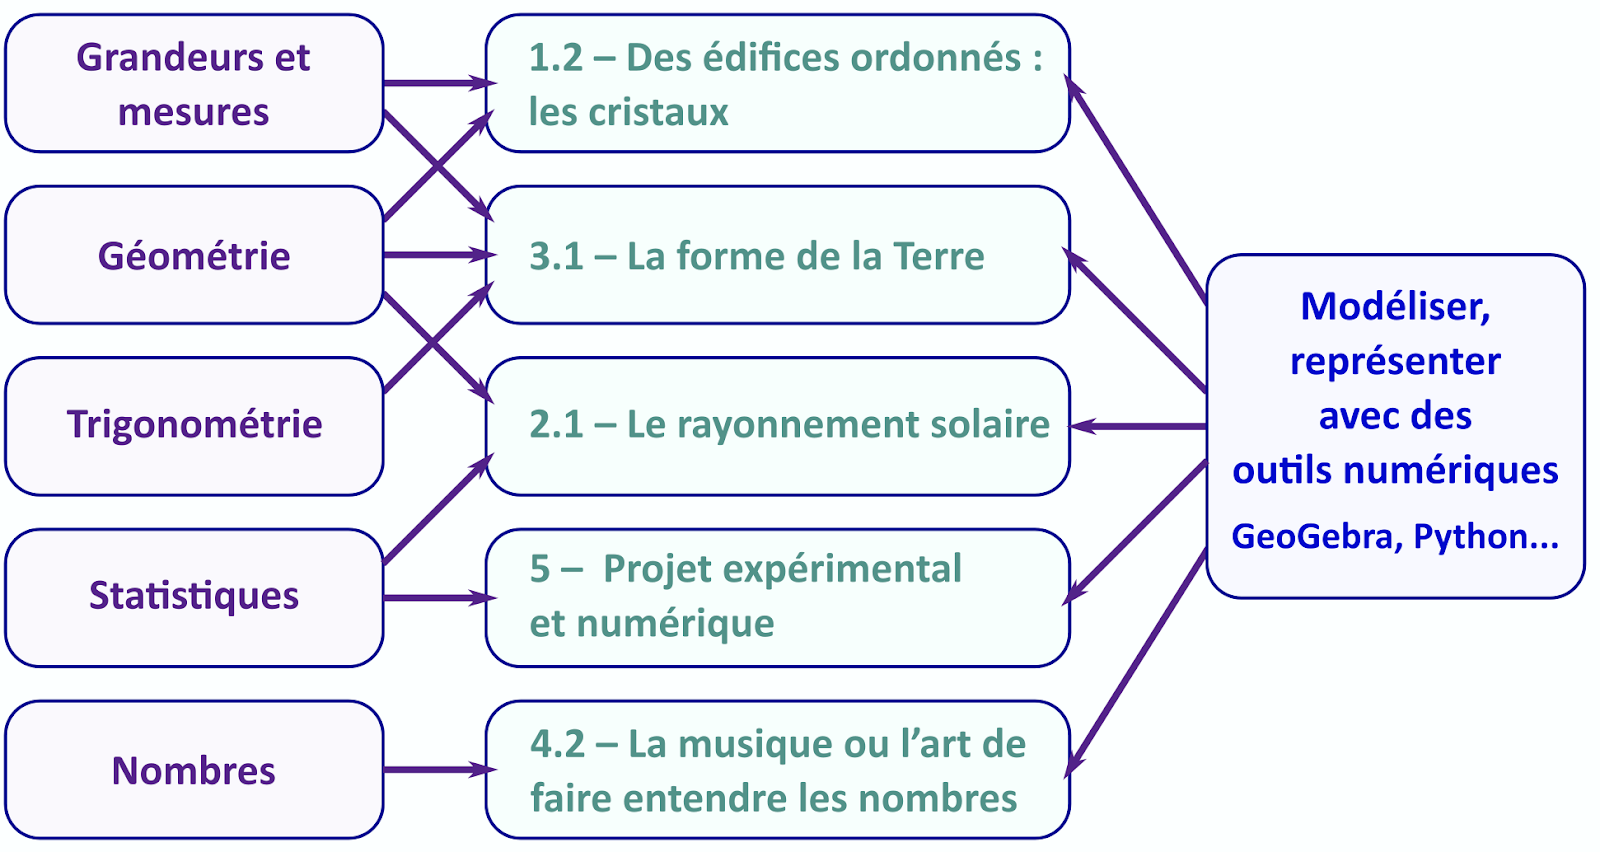 Grandeurs et
mesures
Géométrie
Trigonométrie
Statistiques
Nombres
1.2 – Des édifices ordonnés :
les cristaux
3.1 – La forme de la Terre
2.1 – Le rayonnement solaire
5 – Projet expérimental
et numérique
4.2 – La musique ou l’art de
faire entendre les nombres
Modéliser,
représenter
avec des
outils numériques
GeoGebra, Python...